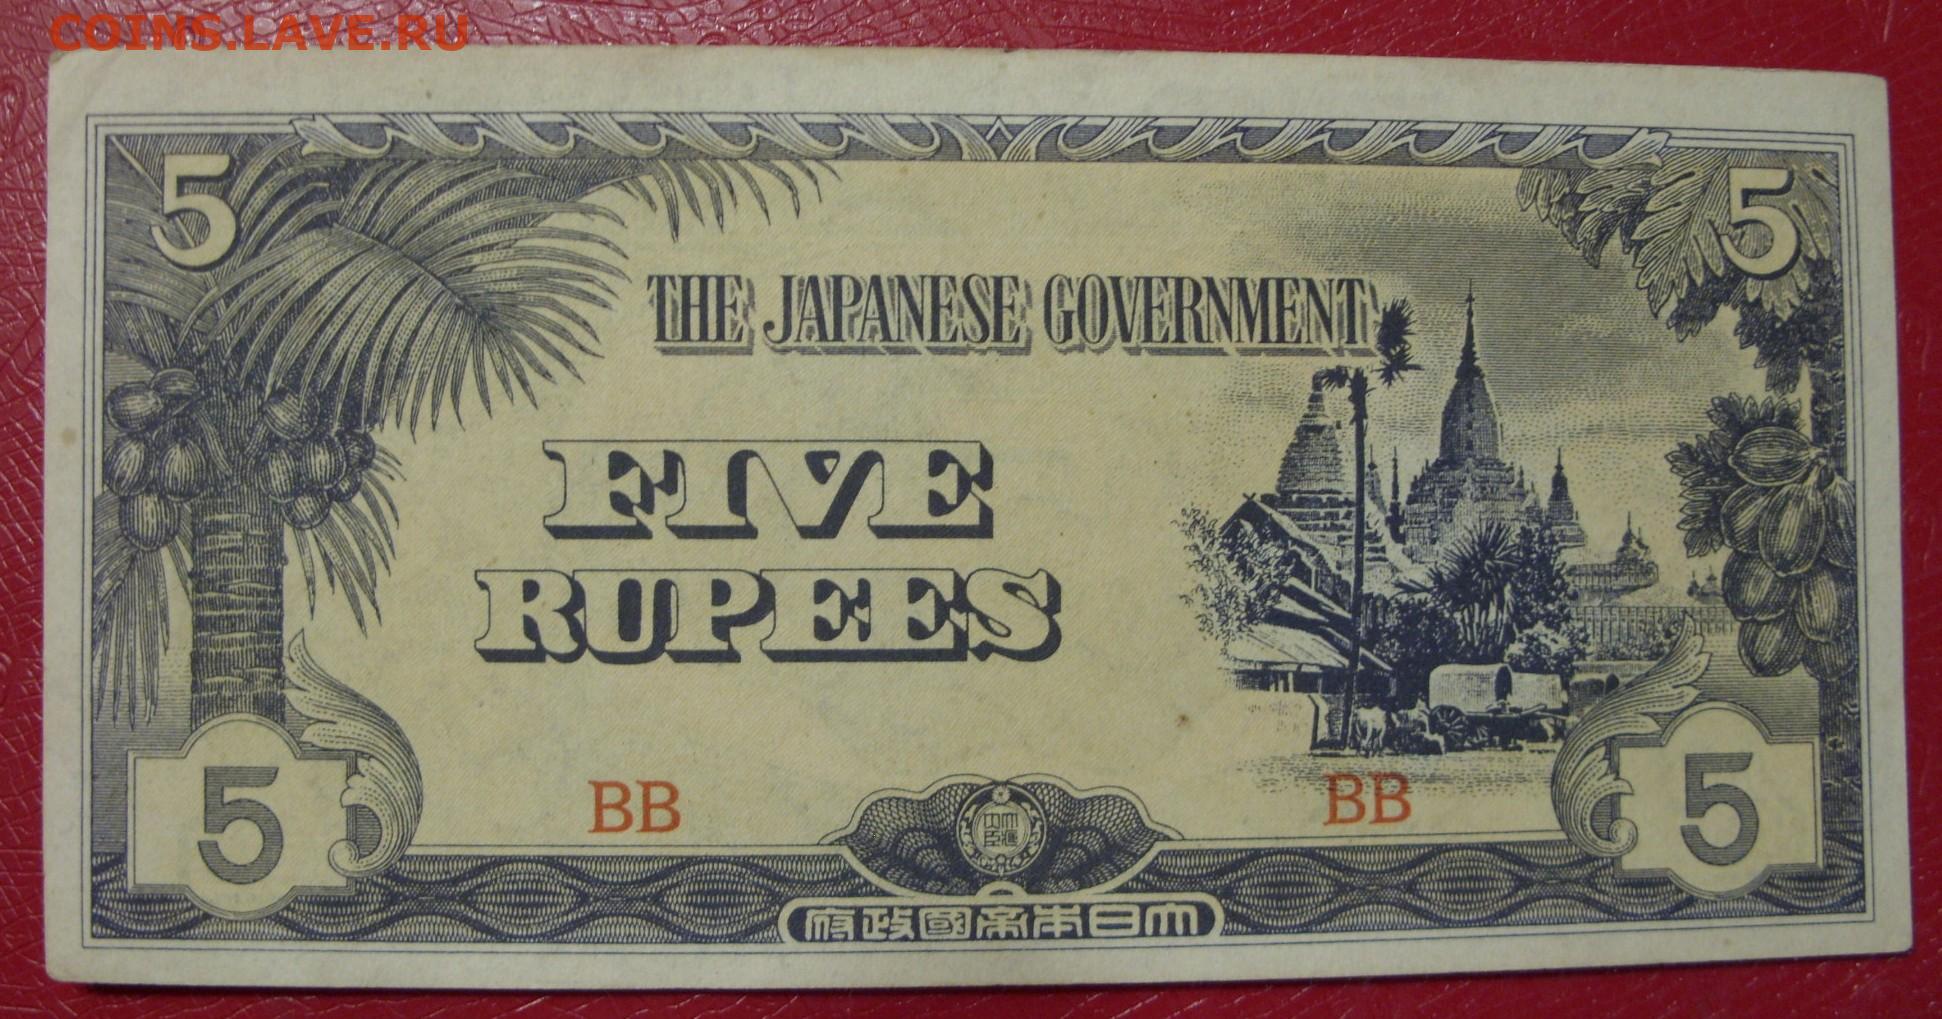 COINS.LAVE.RU
5 5
THE JAPANESE GOVERNMENT
FIVE
RUPEES
BB BB
5 5
府政國帝本日大